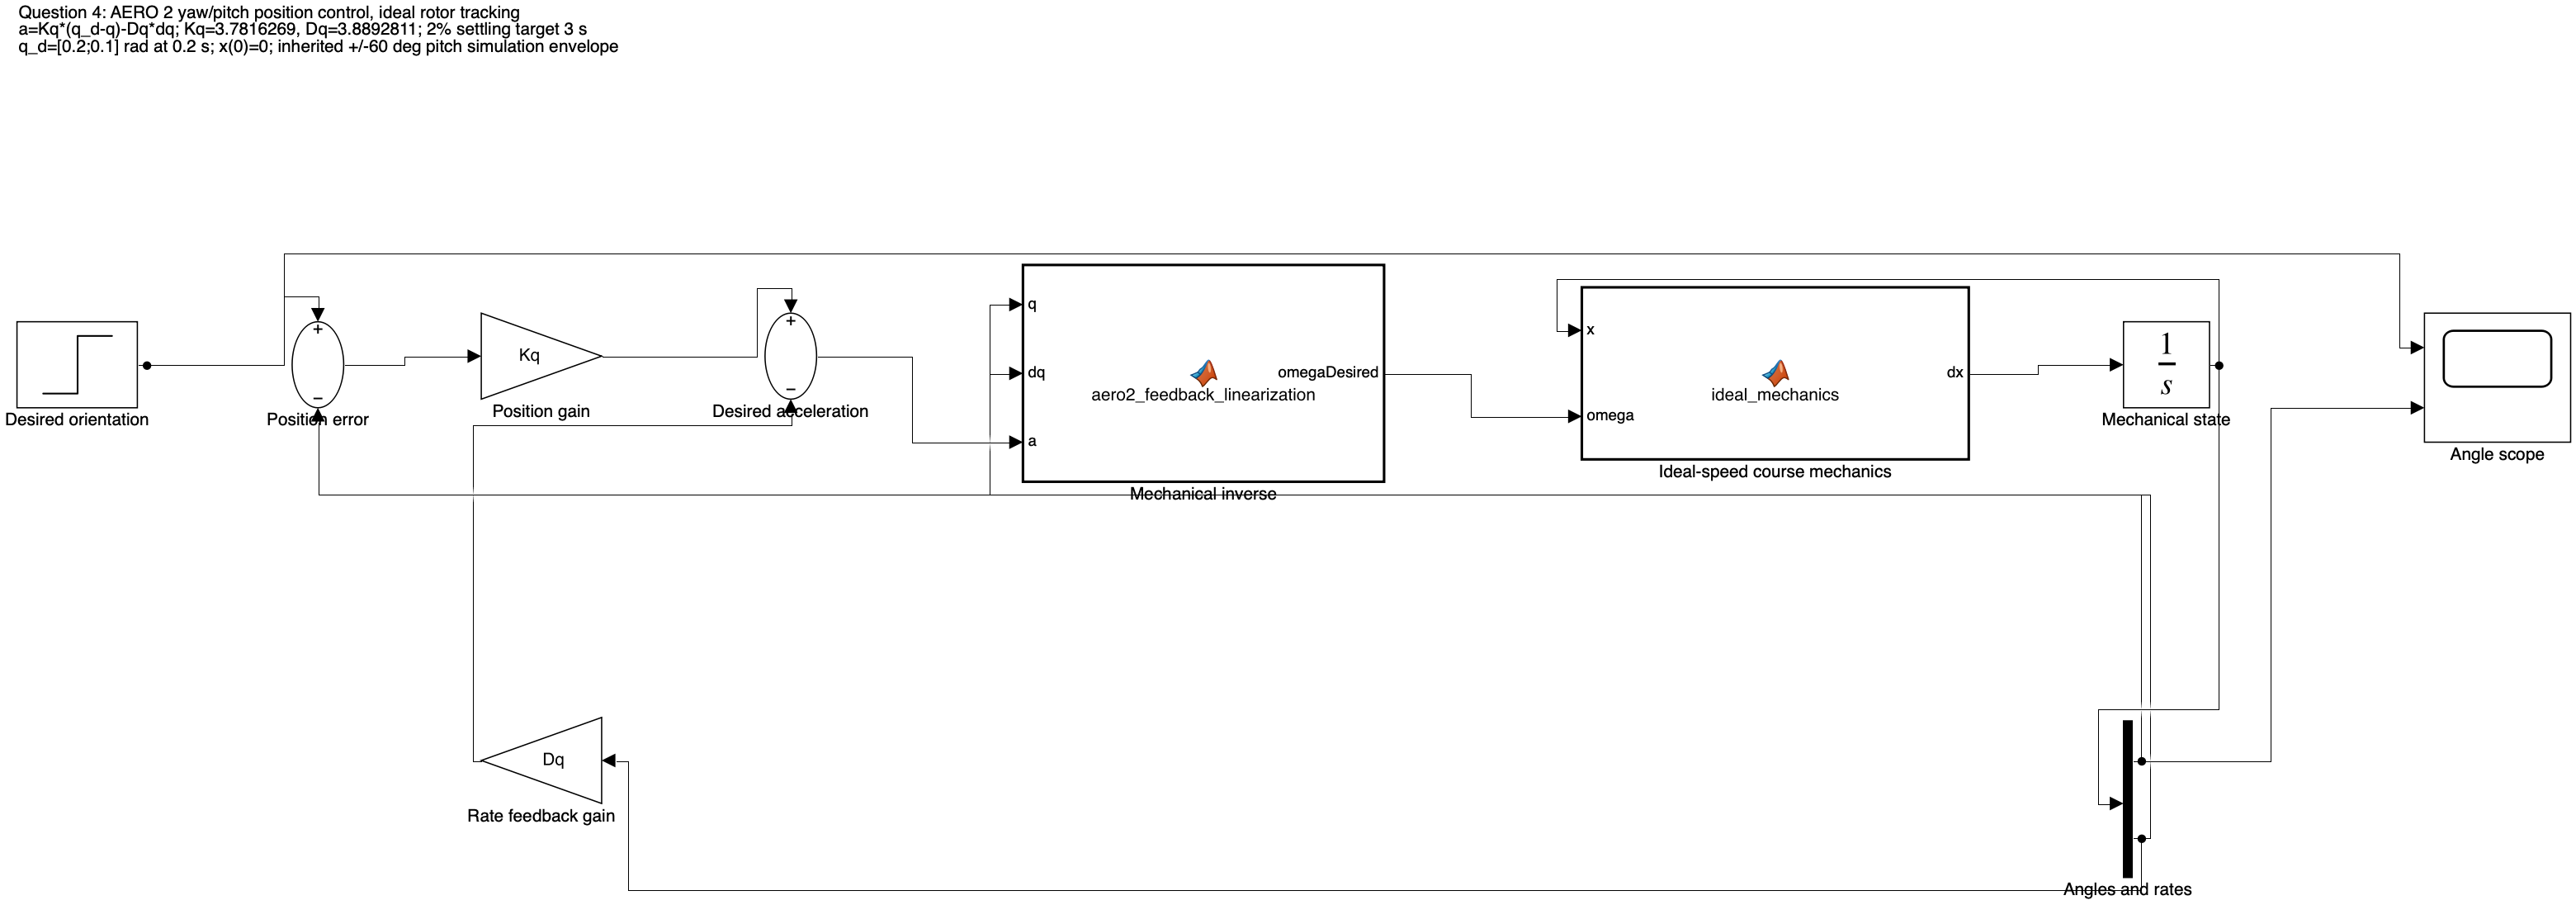 Question 4: AERO 2 yaw/pitch position control, ideal rotor tracking
a=Kq*(q_d-q)-Dq*dq; Kq=3.7816269, Dq=3.8892811; 2% settling target 3 s
q_d=[0.2;0.1] rad at 0.2 s; x(0)=0; inherited +/-60 deg pitch simulation envelope
Desired orientation
+
−
Position error
Kq
Position gain
+
−
Desired acceleration
q
dq
a
omegaDesired
aero2_feedback_linearization
Mechanical inverse
x
omega
dx
ideal_mechanics
Ideal-speed course mechanics
1
s
Mechanical state
Angle scope
Dq
Rate feedback gain
Angles and rates